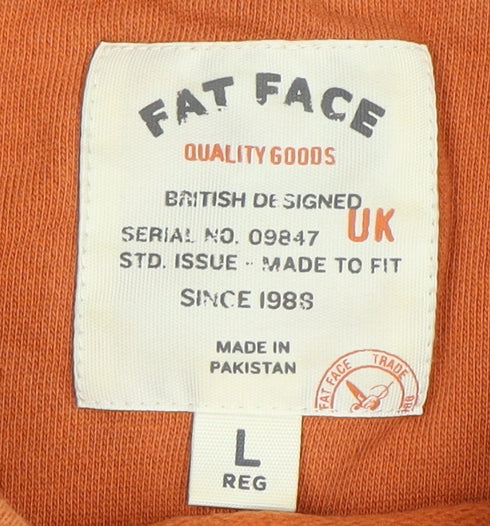 FAT FACE
QUALITY GOODS
BRITISH DESIGNED
UK
SERIAL NO. 09847
STD. ISSUE - MADE TO FIT
SINCE 1988
MADE IN
PAKISTAN
FAT FACE TRADE
L
REG